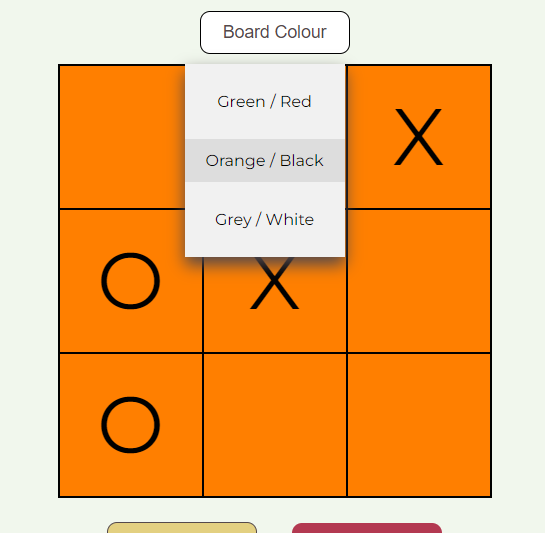 Board Colour
Green / Red
X
Orange / Black
Grey / White
O
X
O